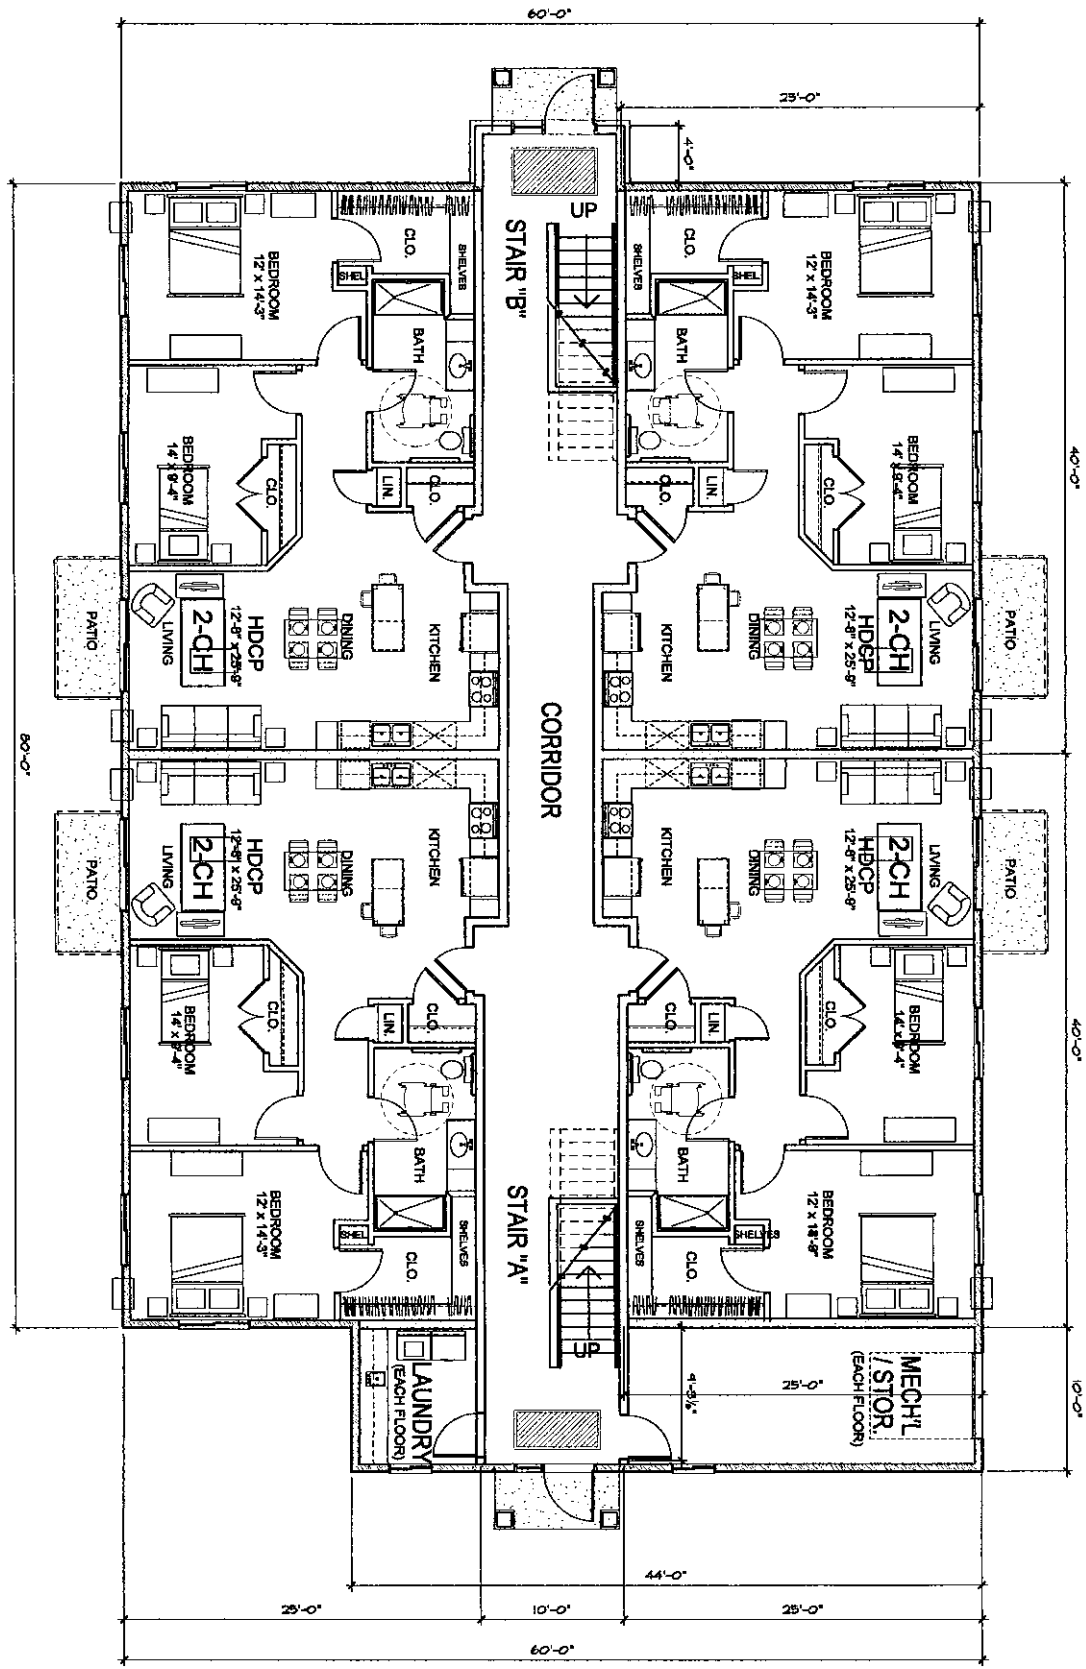 60'-0"
25'-0"
4'-0"
UP
STAIR "B"
CLO.
SHELVES
SHEL
BEDROOM
12' x 14'-3"
BATH
CLO.
SHELVES
SHEL
BEDROOM
12' x 14'-3"
BATH
40'-0"
BEDROOM
14' x 9'-4"
CLO.
LIN.
CLO.
CLO.
LIN.
CLO.
BEDROOM
14' x 9'-4"
PATIO
LIVING
2-CH
HDCP
12'-8" x 25'-8"
DINING
KITCHEN
KITCHEN
DINING
HDCP
12'-8" x 25'-8"
2-CH
LIVING
PATIO
80'-0"
CORRIDOR
PATIO
LIVING
2-CH
HDCP
12'-8" x 25'-8"
DINING
KITCHEN
KITCHEN
DINING
HDCP
12'-8" x 25'-8"
2-CH
LIVING
PATIO
BEDROOM
14' x 9'-4"
CLO.
LIN.
CLO.
CLO.
LIN.
CLO.
BEDROOM
14' x 9'-4"
40'-0"
BATH
BATH
BEDROOM
12' x 14'-3"
SHEL
CLO.
SHELVES
STAIR "A"
UP
SHELVES
CLO.
SHELVES
BEDROOM
12' x 18'-8"
LAUNDRY
(EACH FLOOR)
9'-3½"
25'-0"
MECH'L
/ STOR.
(EACH FLOOR)
10'-0"
44'-0"
25'-0"
10'-0"
25'-0"
60'-0"